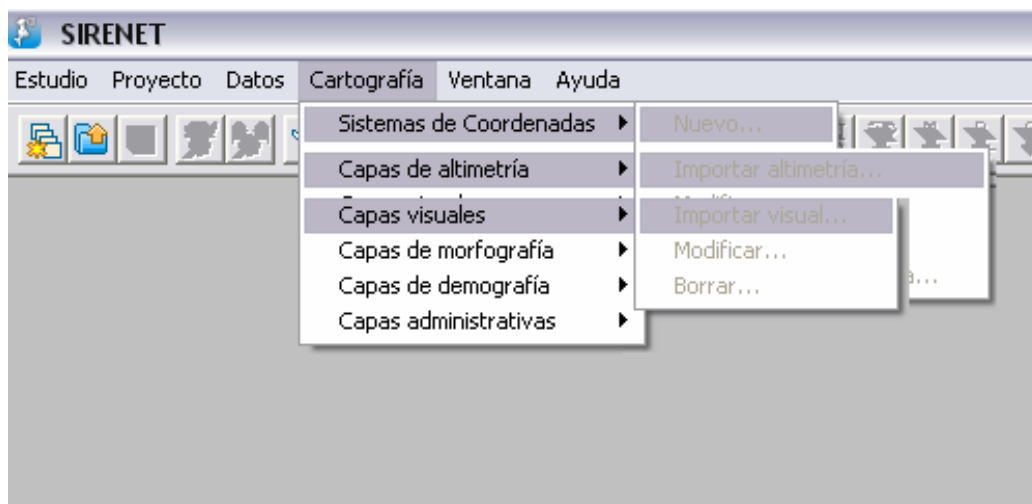 SIRENET
Estudio Proyecto Datos Cartografía Ventana Ayuda
Sistemas de Coordenadas Nuevo...
Capas de altimetría Importar altimetría...
Capas visuales Importar visual...
Capas de morfografía Modificar...
Capas de demografía Borrar...
Capas administrativas